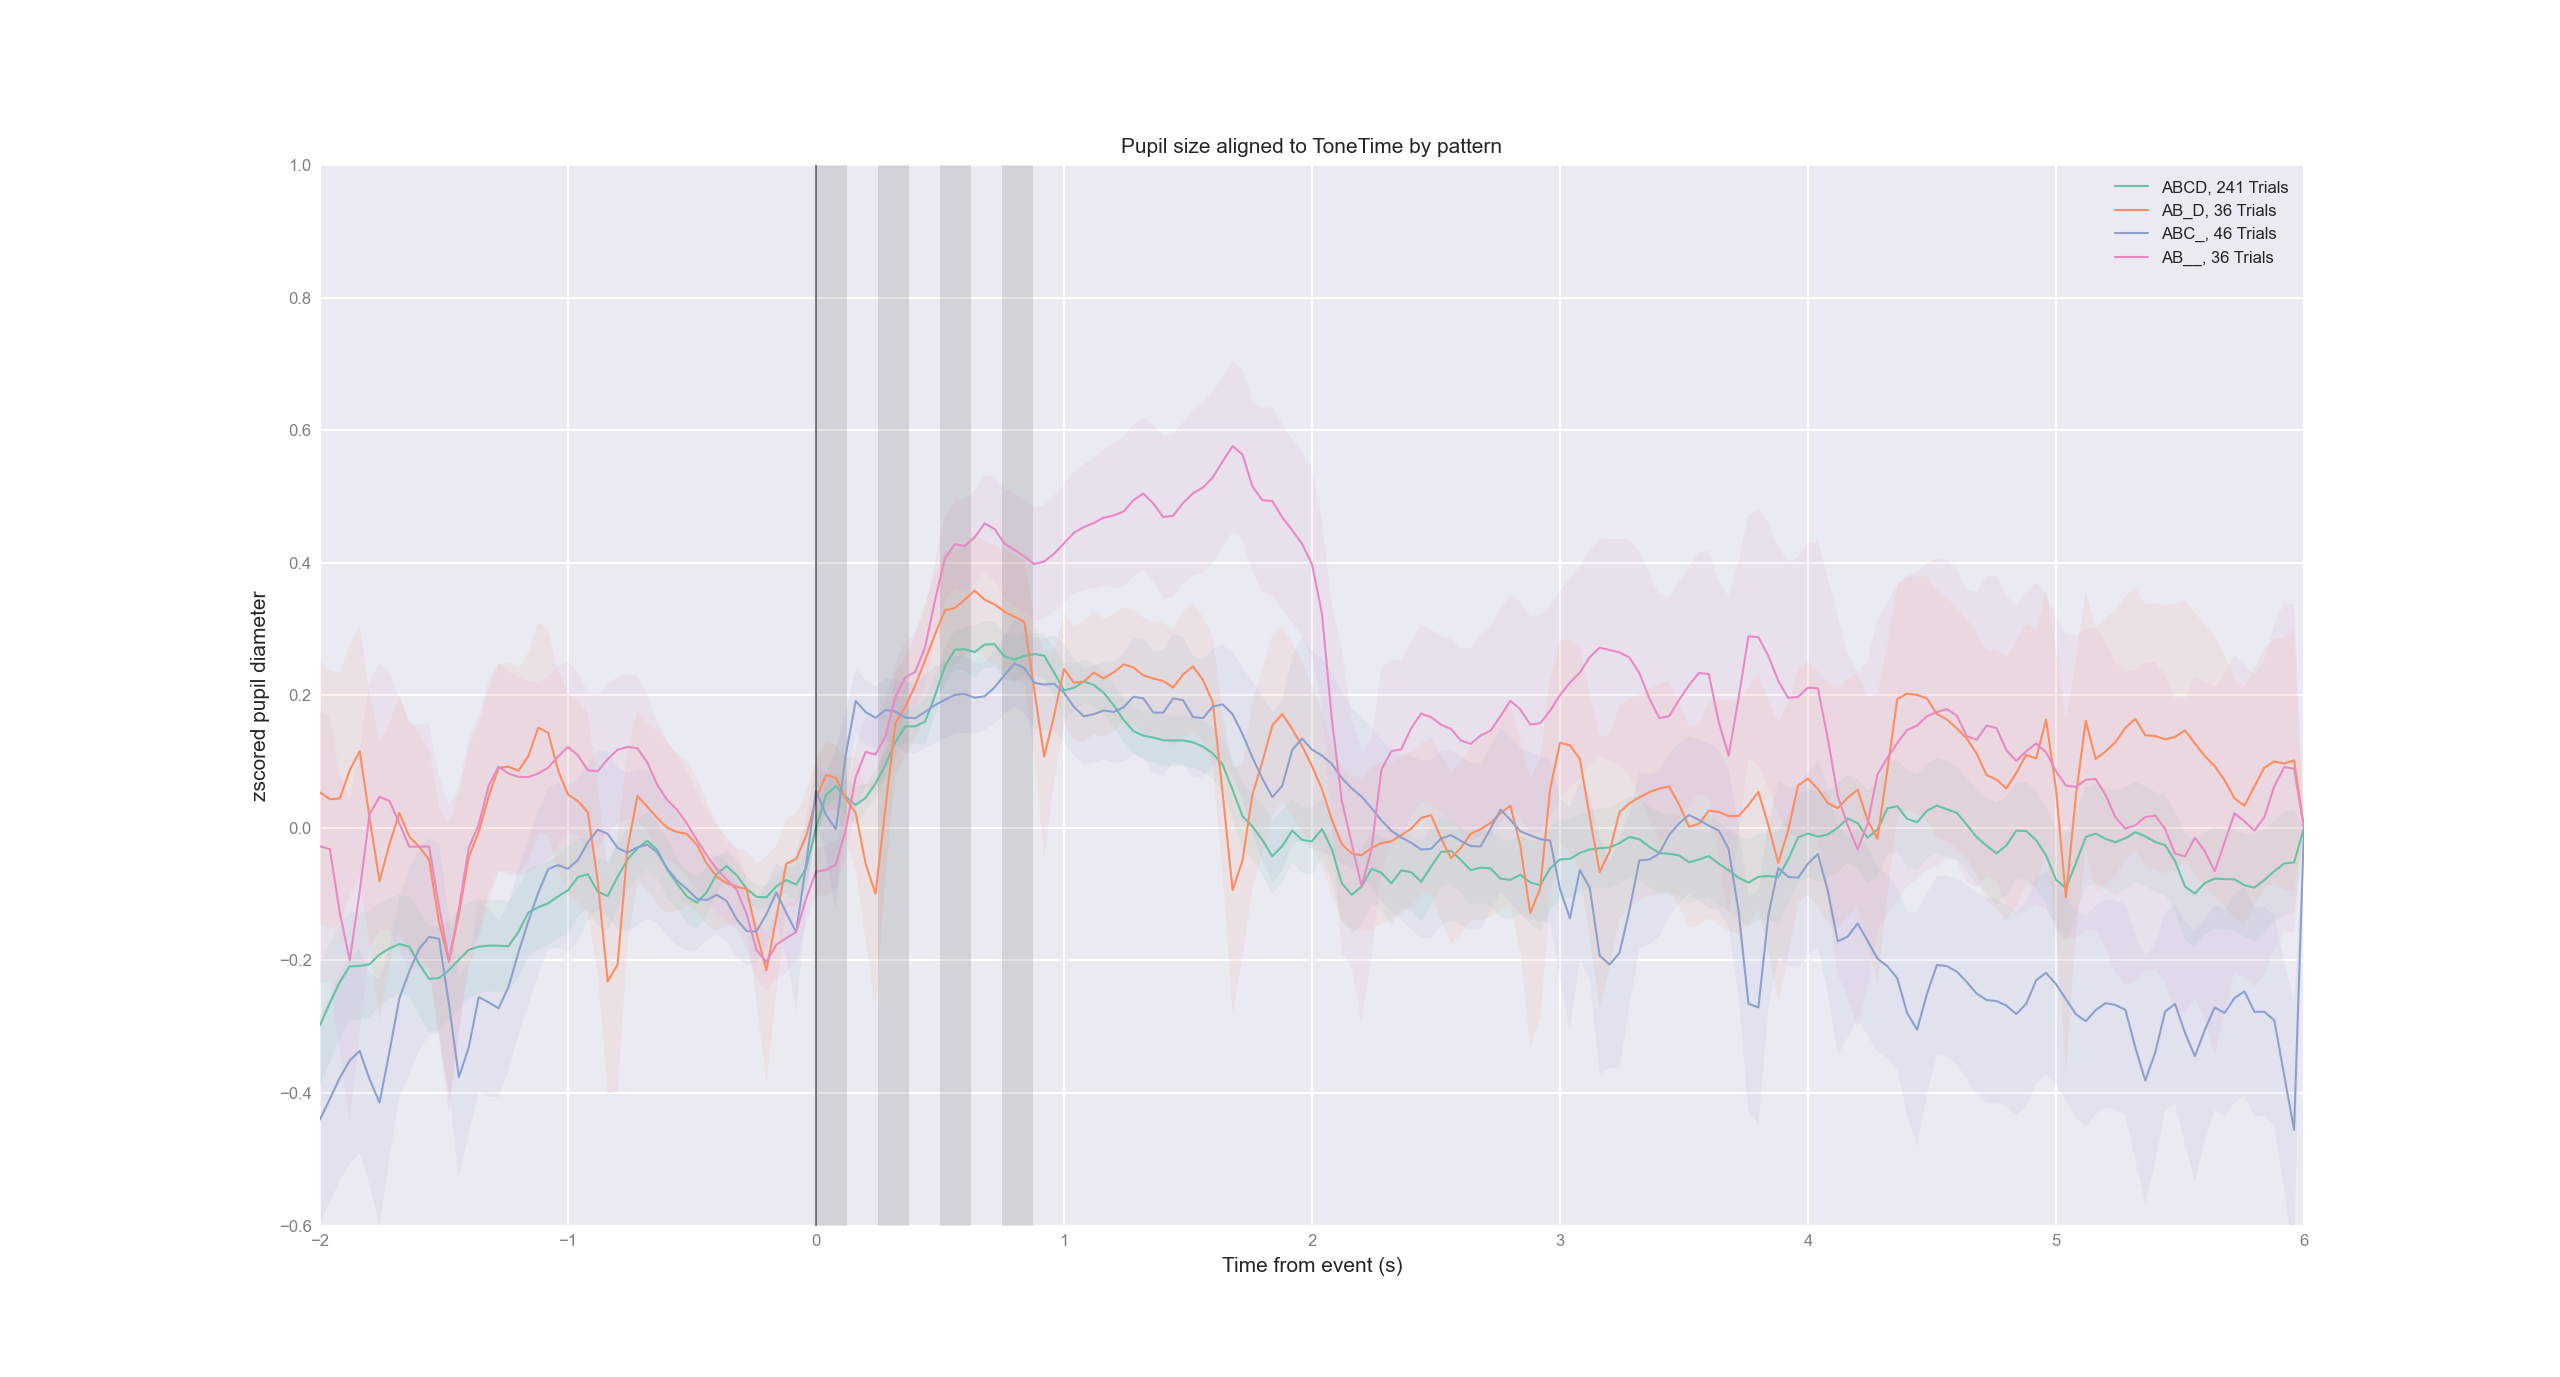 Pupil size aligned to ToneTime by pattern
1.0
0.8
0.6
0.4
0.2
0.0
−0.2
−0.4
−0.6
zscored pupil diameter
ABCD, 241 Trials
AB_D, 36 Trials
ABC_, 46 Trials
AB__, 36 Trials
−2 −1 0 1 2 3 4 5 6
Time from event (s)